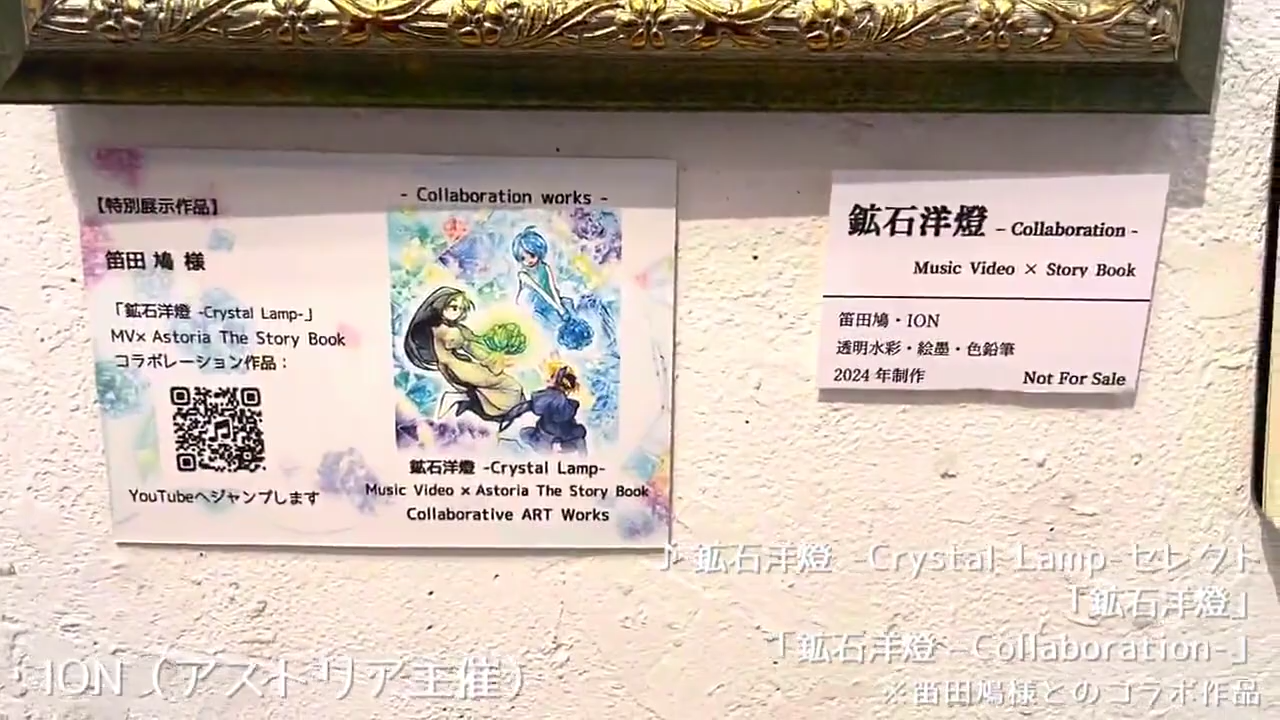 【特別展示作品】
笛田 鳩 様
「鉱石洋燈 -Crystal Lamp-」
MV× Astoria The Story Book
コラボレーション作品：
YouTubeへジャンプします
- Collaboration works -
鉱石洋燈 -Crystal Lamp-
Music Video × Astoria The Story Book
Collaborative ART Works
鉱石洋燈 - Collaboration -
Music Video × Story Book
笛田鳩・ION
透明水彩・絵墨・色鉛筆
2024 年制作
Not For Sale
♪ 鉱石洋燈 -Crystal Lamp-セレクト
「鉱石洋燈」
「鉱石洋燈 - Collaboration-」
※笛田鳩様とのコラボ作品
ION（アストリア主催）